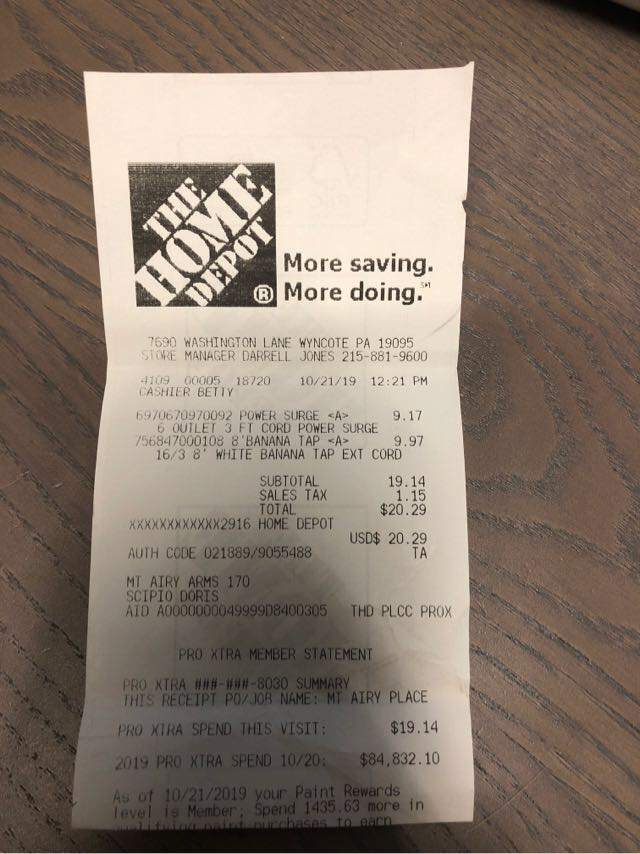 THE
HOME
DEPOT
®
More saving.
More doing.℠
7690 WASHINGTON LANE WYNCOTE PA 19095
STORE MANAGER DARRELL JONES 215-881-9600
4109 00005 18720 10/21/19 12:21 PM
CASHIER BETTY
6970670970092 POWER SURGE <A> 9.17
6 OUTLET 3 FT CORD POWER SURGE
756847000108 8'BANANA TAP <A> 9.97
16/3 8' WHITE BANANA TAP EXT CORD
SUBTOTAL 19.14
SALES TAX 1.15
TOTAL $20.29
XXXXXXXXXXXX2916 HOME DEPOT
USD$ 20.29
AUTH CODE 021889/9055488 TA
MT AIRY ARMS 170
SCIPIO DORIS
AID A0000000049999D8400305 THD PLCC PROX
PRO XTRA MEMBER STATEMENT
PRO XTRA ###-###-8030 SUMMARY
THIS RECEIPT PO/JOB NAME: MT AIRY PLACE
PRO XTRA SPEND THIS VISIT: $19.14
2019 PRO XTRA SPEND 10/20: $84,832.10
As of 10/21/2019 your Paint Rewards
level is Member; Spend 1435.63 more in
qualifying paint purchases to earn